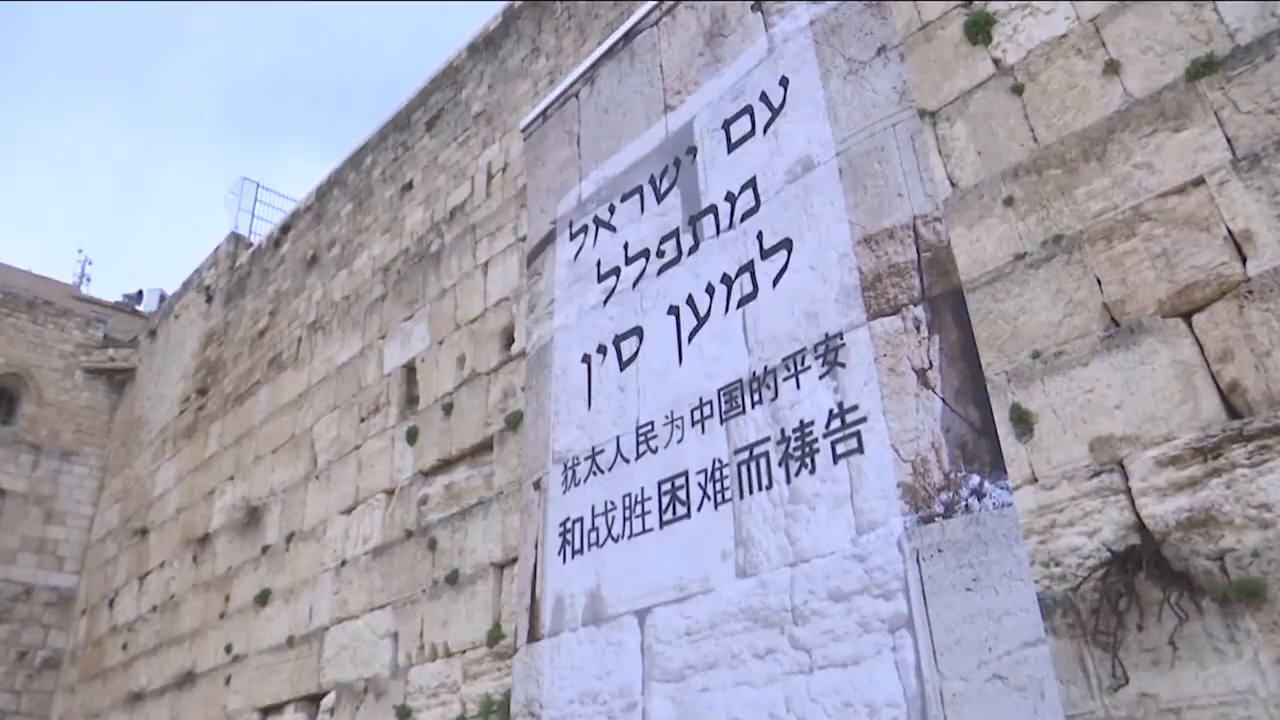 עם ישראל
מתפלל
למען סין
犹太人民为中国的平安
和战胜困难而祷告